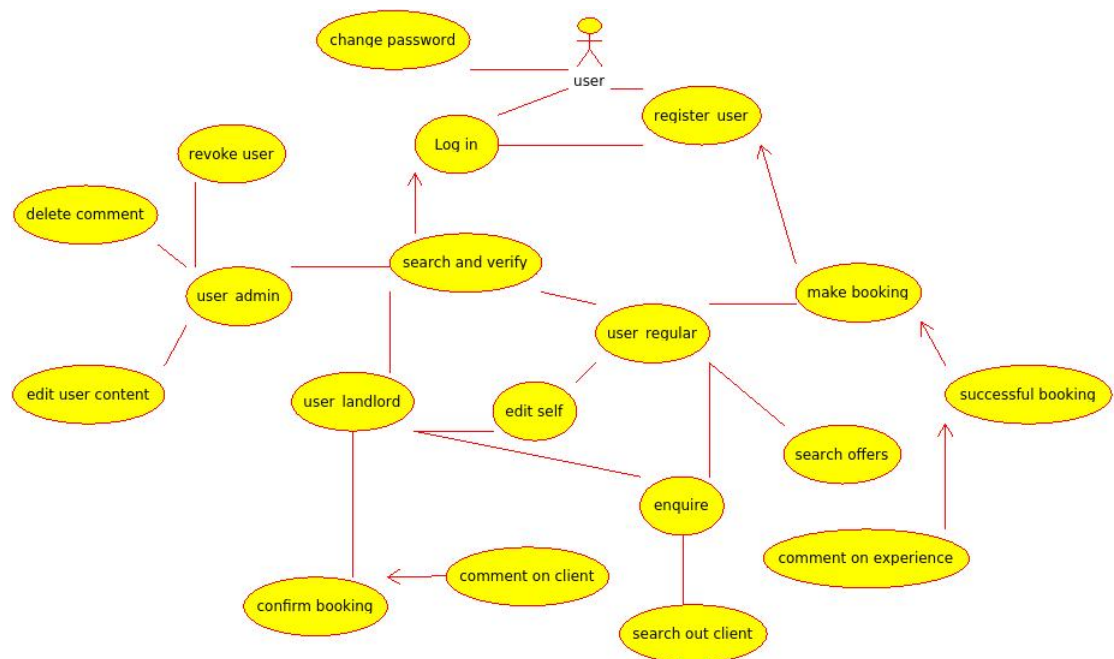 change password
user
register user
Log in
revoke user
delete comment
search and verify
user admin
make booking
user regular
edit user content
user landlord
edit self
successful booking
search offers
enquire
comment on experience
comment on client
confirm booking
search out client